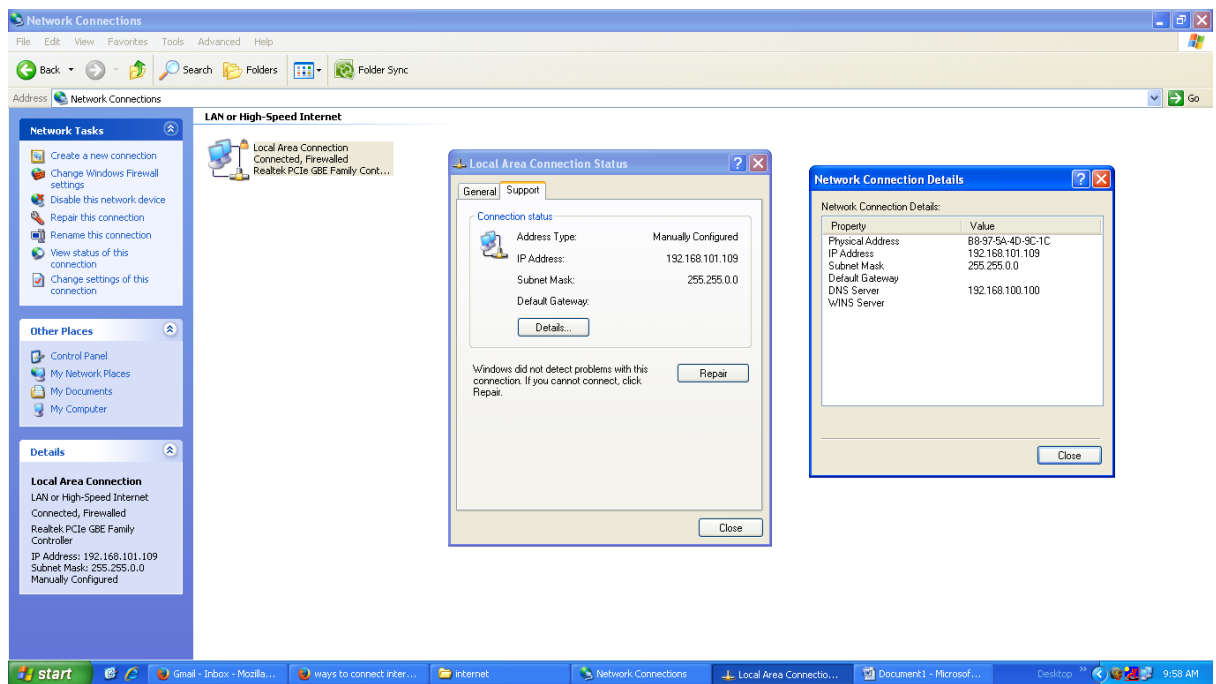 Network Connections
File Edit View Favorites Tools Advanced Help
Back Search Folders Folder Sync
Address Network Connections Go
Network Tasks
Create a new connection
Change Windows Firewall
settings
Disable this network device
Repair this connection
Rename this connection
View status of this
connection
Change settings of this
connection
Other Places
Control Panel
My Network Places
My Documents
My Computer
Details
Local Area Connection
LAN or High-Speed Internet
Connected, Firewalled
Realtek PCIe GBE Family
Controller
IP Address: 192.168.101.109
Subnet Mask: 255.255.0.0
Manually Configured
LAN or High-Speed Internet
Local Area Connection
Connected, Firewalled
Realtek PCIe GBE Family Cont...
Local Area Connection Status
General Support
Connection status
Address Type: Manually Configured
IP Address: 192.168.101.109
Subnet Mask: 255.255.0.0
Default Gateway:
Details...
Windows did not detect problems with this
connection. If you cannot connect, click
Repair.
Repair
Close
Network Connection Details
Network Connection Details:
Property Value
Physical Address B8-97-5A-4D-9C-1C
IP Address 192.168.101.109
Subnet Mask 255.255.0.0
Default Gateway
DNS Server 192.168.100.100
WINS Server
Close
start Gmail - Inbox - Mozilla... ways to connect inter... internet Network Connections Local Area Connectio... Document1 - Microsof... Desktop 9:58 AM